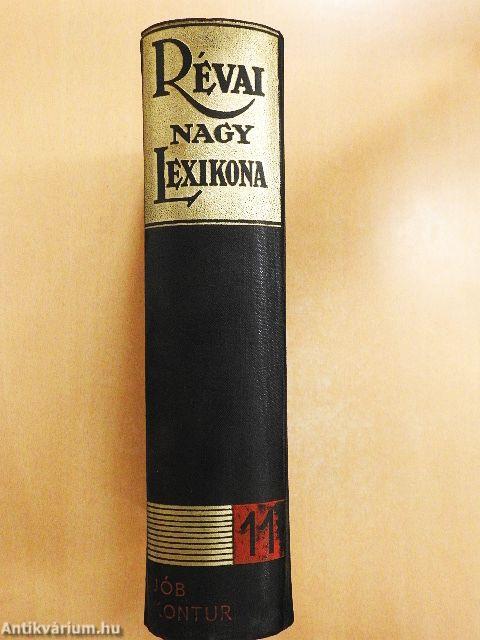 RÉVAI
NAGY
LEXIKONA
11
JÓB
KONTUR
Antikvárium.hu